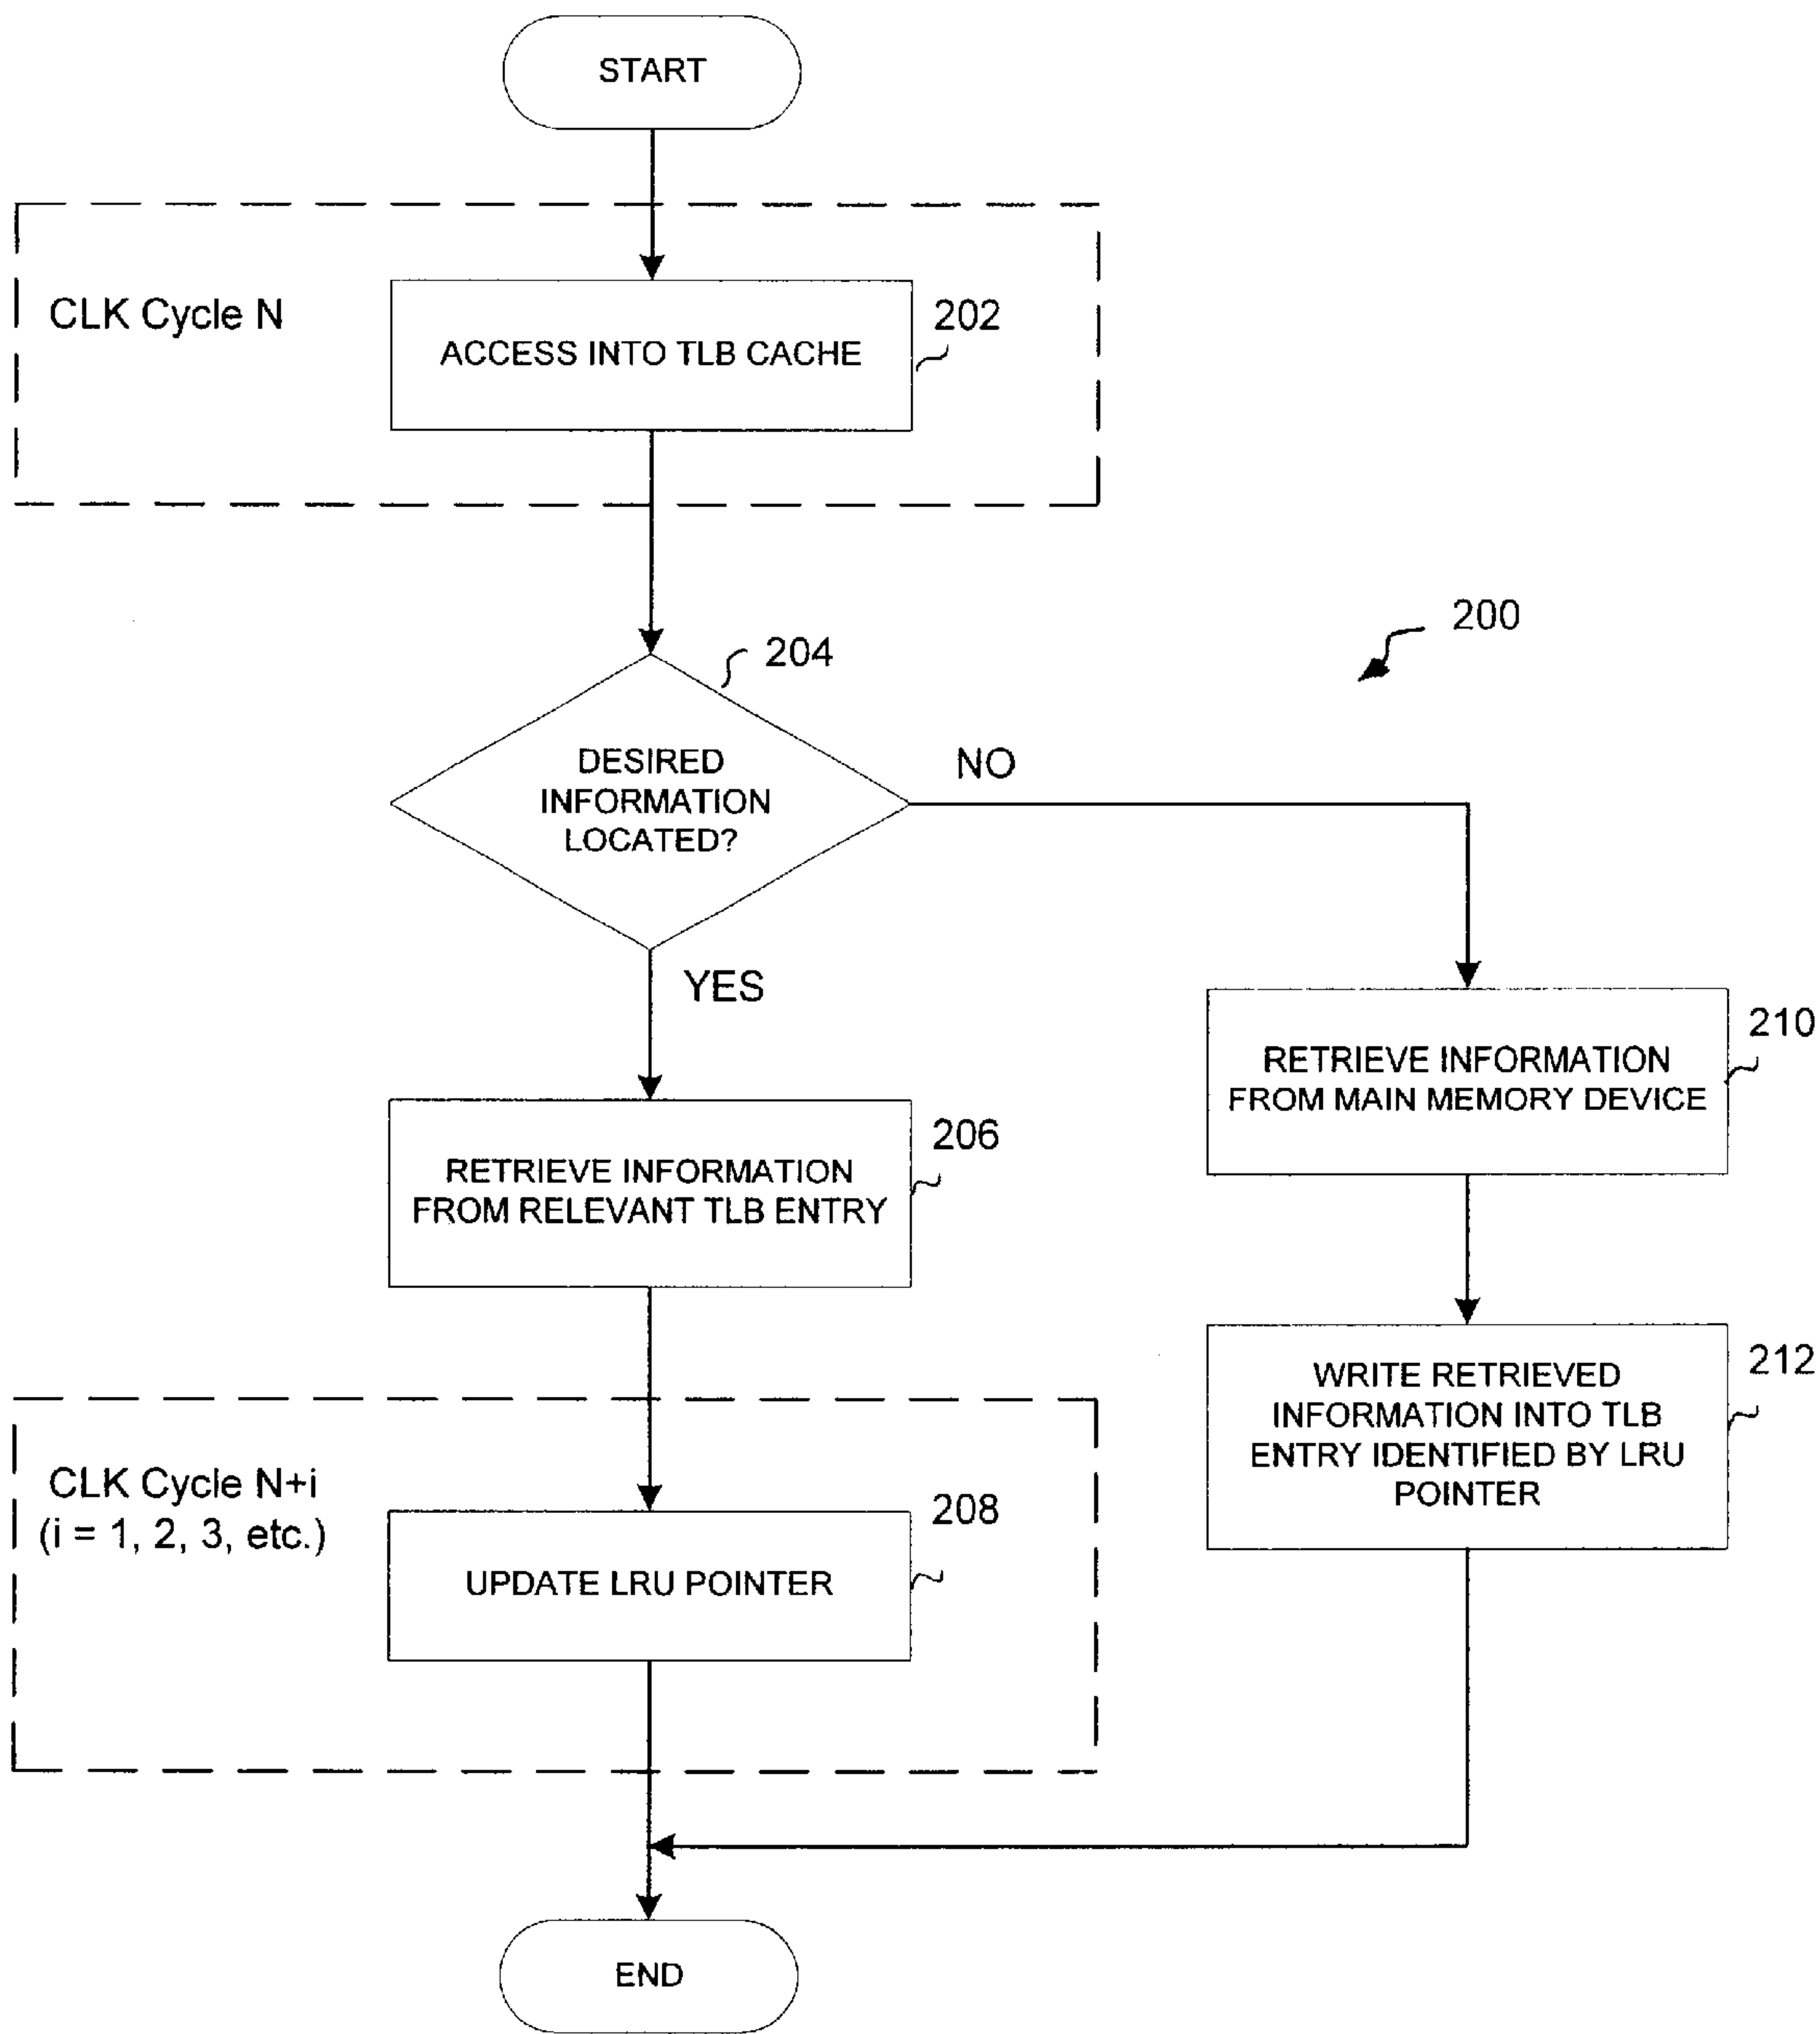 START
CLK Cycle N
202
ACCESS INTO TLB CACHE
200
204
DESIRED
INFORMATION
LOCATED?
NO
YES
210
RETRIEVE INFORMATION
FROM MAIN MEMORY DEVICE
206
RETRIEVE INFORMATION
FROM RELEVANT TLB ENTRY
212
WRITE RETRIEVED
INFORMATION INTO TLB
ENTRY IDENTIFIED BY LRU
POINTER
CLK Cycle N+i
(i = 1, 2, 3, etc.)
208
UPDATE LRU POINTER
END